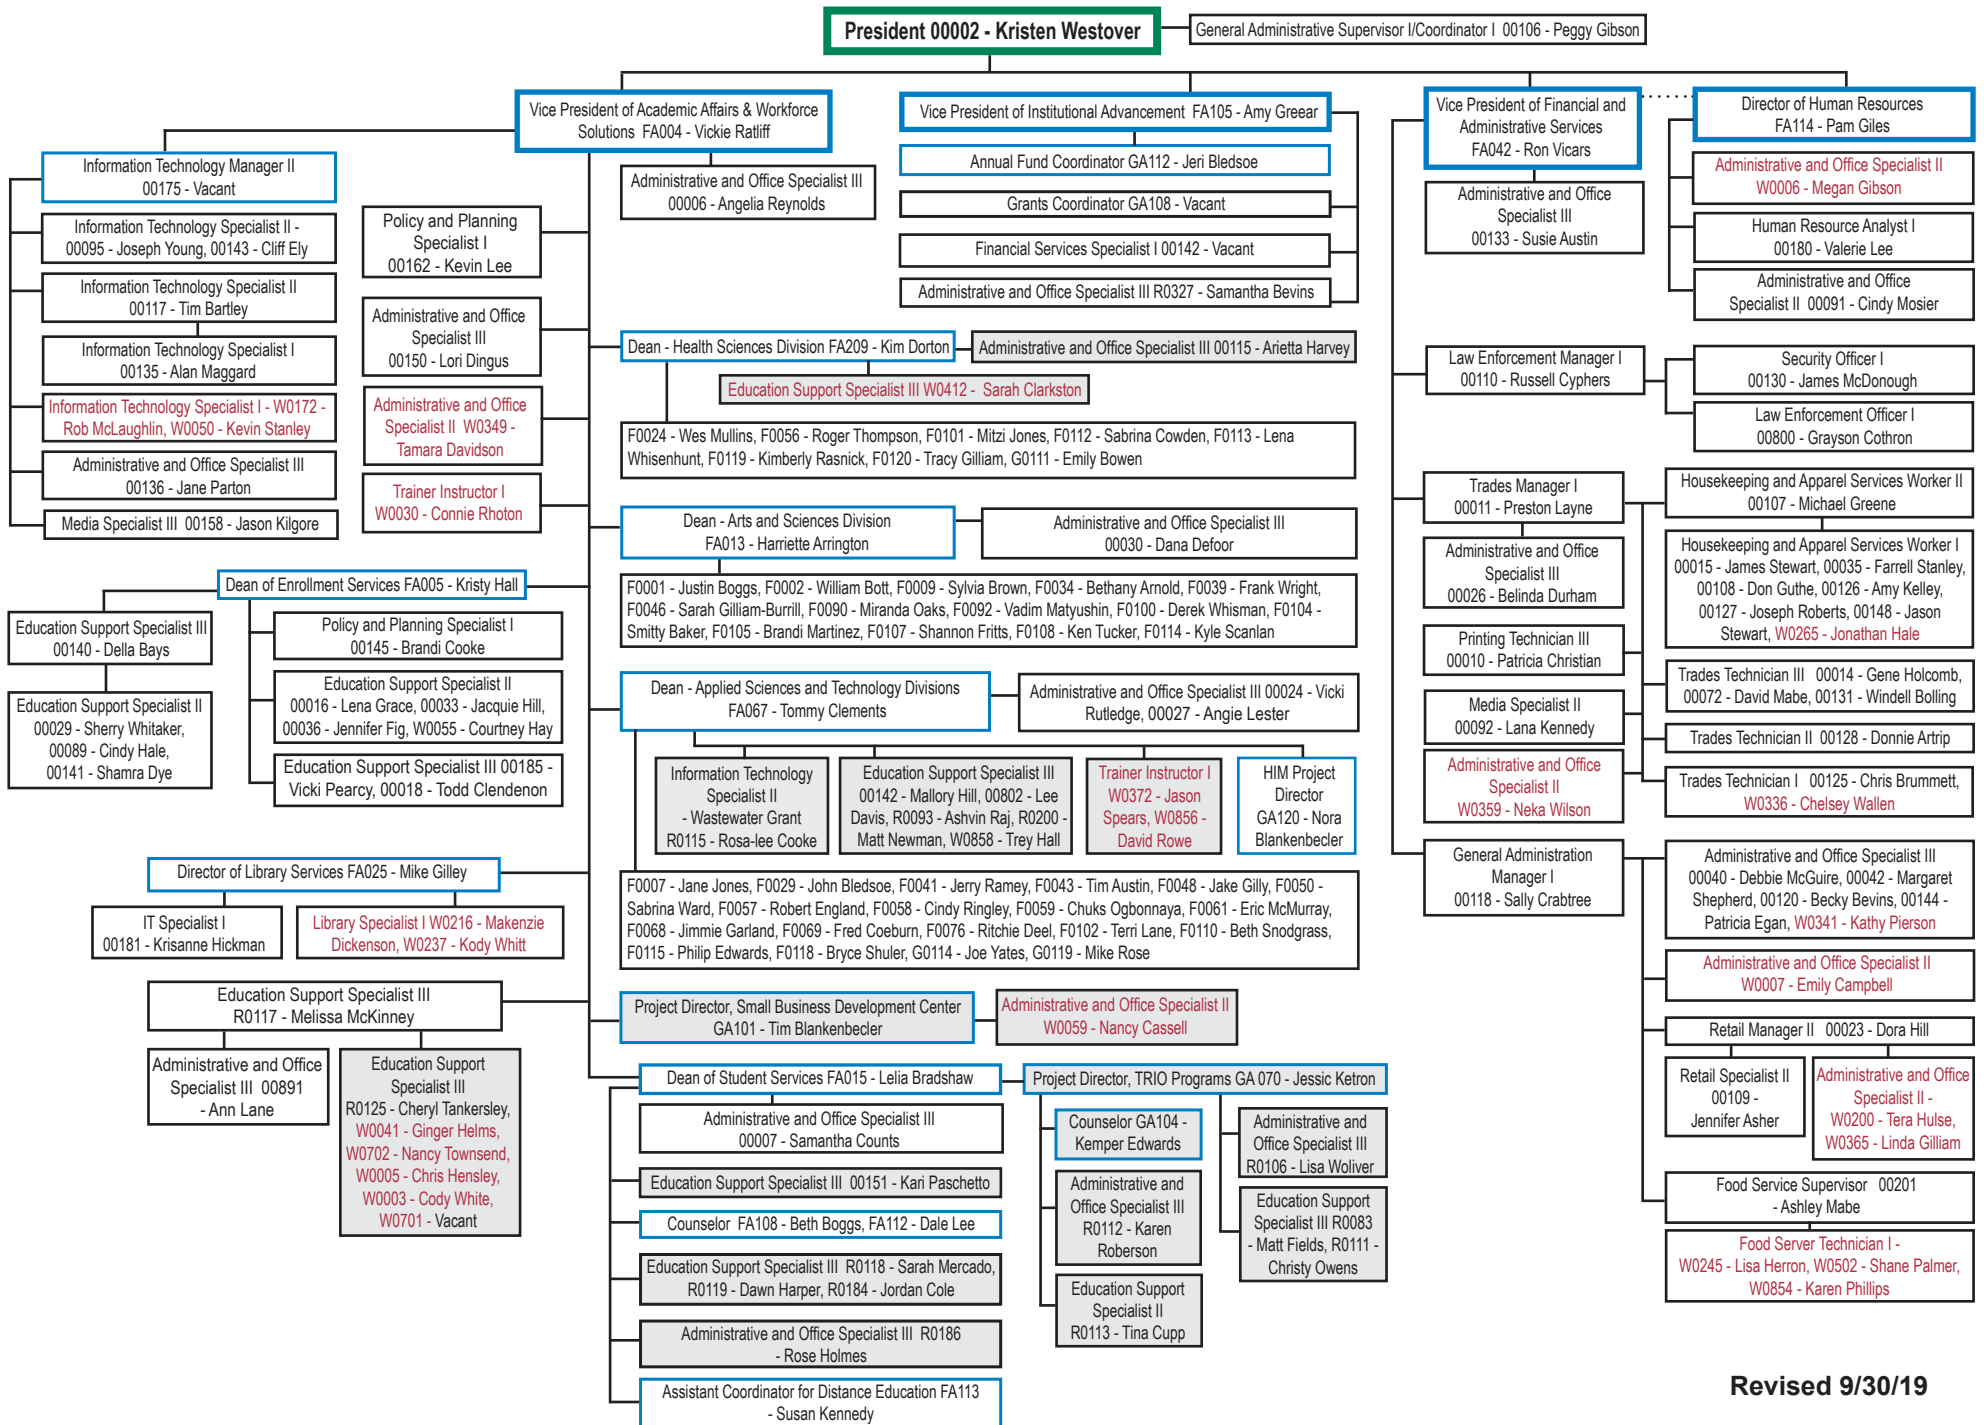 President 00002 - Kristen Westover
General Administrative Supervisor I/Coordinator I  00106 - Peggy Gibson
Vice President of Academic Affairs & Workforce
Solutions  FA004 - Vickie Ratliff
Administrative and Office Specialist III
00006 - Angelia Reynolds
Information Technology Manager II
00175 - Vacant
Information Technology Specialist II -
00095 - Joseph Young, 00143 - Cliff Ely
Information Technology Specialist II
00117 - Tim Bartley
Information Technology Specialist I
00135 - Alan Maggard
Information Technology Specialist I - W0172 -
Rob McLaughlin, W0050 - Kevin Stanley
Administrative and Office Specialist III
00136 - Jane Parton
Media Specialist III  00158 - Jason Kilgore
Policy and Planning
Specialist I
00162 - Kevin Lee
Administrative and Office
Specialist III
00150 - Lori Dingus
Administrative and Office
Specialist II  W0349 -
Tamara Davidson
Trainer Instructor I
W0030 - Connie Rhoton
Dean of Enrollment Services FA005 - Kristy Hall
Education Support Specialist III
00140 - Della Bays
Education Support Specialist II
00029 - Sherry Whitaker,
00089 - Cindy Hale,
00141 - Shamra Dye
Policy and Planning Specialist I
00145 - Brandi Cooke
Education Support Specialist II
00016 - Lena Grace, 00033 - Jacquie Hill,
00036 - Jennifer Fig, W0055 - Courtney Hay
Education Support Specialist III 00185 -
Vicki Pearcy, 00018 - Todd Clendenon
Director of Library Services FA025 - Mike Gilley
IT Specialist I
00181 - Krisanne Hickman
Library Specialist I W0216 - Makenzie
Dickenson, W0237 - Kody Whitt
Education Support Specialist III
R0117 - Melissa McKinney
Administrative and Office
Specialist III  00891
- Ann Lane
Education Support
Specialist III
R0125 - Cheryl Tankersley,
W0041 - Ginger Helms,
W0702 - Nancy Townsend,
W0005 - Chris Hensley,
W0003 - Cody White,
W0701 - Vacant
Vice President of Institutional Advancement  FA105 - Amy Greear
Annual Fund Coordinator GA112 - Jeri Bledsoe
Grants Coordinator GA108 - Vacant
Financial Services Specialist I 00142 - Vacant
Administrative and Office Specialist III R0327 - Samantha Bevins
Dean - Health Sciences Division FA209 - Kim Dorton
Administrative and Office Specialist III 00115 - Arietta Harvey
Education Support Specialist III W0412 -  Sarah Clarkston
F0024 - Wes Mullins, F0056 - Roger Thompson, F0101 - Mitzi Jones, F0112 - Sabrina Cowden, F0113 - Lena
Whisenhunt, F0119 - Kimberly Rasnick, F0120 - Tracy Gilliam, G0111 - Emily Bowen
Dean - Arts and Sciences Division
FA013 - Harriette Arrington
Administrative and Office Specialist III
00030 - Dana Defoor
F0001 - Justin Boggs, F0002 - William Bott, F0009 - Sylvia Brown, F0034 - Bethany Arnold, F0039 - Frank Wright,
F0046 - Sarah Gilliam-Burrill, F0090 - Miranda Oaks, F0092 - Vadim Matyushin, F0100 - Derek Whisman, F0104 -
Smitty Baker, F0105 - Brandi Martinez, F0107 - Shannon Fritts, F0108 - Ken Tucker, F0114 - Kyle Scanlan
Dean - Applied Sciences and Technology Divisions
FA067 - Tommy Clements
Administrative and Office Specialist III 00024 - Vicki
Rutledge, 00027 - Angie Lester
Information Technology
Specialist II
- Wastewater Grant
R0115 - Rosa-lee Cooke
Education Support Specialist III
00142 - Mallory Hill, 00802 - Lee
Davis, R0093 - Ashvin Raj, R0200 -
Matt Newman, W0858 - Trey Hall
Trainer Instructor I
W0372 - Jason
Spears, W0856 -
David Rowe
HIM Project
Director
GA120 - Nora
Blankenbecler
F0007 - Jane Jones, F0029 - John Bledsoe, F0041 - Jerry Ramey, F0043 - Tim Austin, F0048 - Jake Gilly, F0050 -
Sabrina Ward, F0057 - Robert England, F0058 - Cindy Ringley, F0059 - Chuks Ogbonnaya, F0061 - Eric McMurray,
F0068 - Jimmie Garland, F0069 - Fred Coeburn, F0076 - Ritchie Deel, F0102 - Terri Lane, F0110 - Beth Snodgrass,
F0115 - Philip Edwards, F0118 - Bryce Shuler, G0114 - Joe Yates, G0119 - Mike Rose
Project Director, Small Business Development Center
GA101 - Tim Blankenbecler
Administrative and Office Specialist II
W0059 - Nancy Cassell
Dean of Student Services FA015 - Lelia Bradshaw
Administrative and Office Specialist III
00007 - Samantha Counts
Education Support Specialist III  00151 - Kari Paschetto
Counselor  FA108 - Beth Boggs, FA112 - Dale Lee
Education Support Specialist III  R0118 - Sarah Mercado,
R0119 - Dawn Harper, R0184 - Jordan Cole
Administrative and Office Specialist III  R0186
- Rose Holmes
Assistant Coordinator for Distance Education FA113
- Susan Kennedy
Project Director, TRIO Programs GA 070 - Jessic Ketron
Counselor GA104 -
Kemper Edwards
Administrative and
Office Specialist III
R0112 - Karen
Roberson
Education Support
Specialist II
R0113 - Tina Cupp
Administrative and
Office Specialist III
R0106 - Lisa Woliver
Education Support
Specialist III R0083
- Matt Fields, R0111 -
Christy Owens
Vice President of Financial and
Administrative Services
FA042 - Ron Vicars
Administrative and Office
Specialist III
00133 - Susie Austin
Director of Human Resources
FA114 - Pam Giles
Administrative and Office Specialist II
W0006 - Megan Gibson
Human Resource Analyst I
00180 - Valerie Lee
Administrative and Office
Specialist II  00091 - Cindy Mosier
Law Enforcement Manager I
00110 - Russell Cyphers
Security Officer I
00130 - James McDonough
Law Enforcement Officer I
00800 - Grayson Cothron
Trades Manager I
00011 - Preston Layne
Administrative and Office
Specialist III
00026 - Belinda Durham
Printing Technician III
00010 - Patricia Christian
Media Specialist II
00092 - Lana Kennedy
Administrative and Office
Specialist II
W0359 - Neka Wilson
Housekeeping and Apparel Services Worker II
00107 - Michael Greene
Housekeeping and Apparel Services Worker I
00015 - James Stewart, 00035 - Farrell Stanley,
00108 - Don Guthe, 00126 - Amy Kelley,
00127 - Joseph Roberts, 00148 - Jason
Stewart, W0265 - Jonathan Hale
Trades Technician III  00014 - Gene Holcomb,
00072 - David Mabe, 00131 - Windell Bolling
Trades Technician II  00128 - Donnie Artrip
Trades Technician I  00125 - Chris Brummett,
W0336 - Chelsey Wallen
General Administration
Manager I
00118 - Sally Crabtree
Administrative and Office Specialist III
00040 - Debbie McGuire, 00042 - Margaret
Shepherd, 00120 - Becky Bevins, 00144 -
Patricia Egan, W0341 - Kathy Pierson
Administrative and Office Specialist II
W0007 - Emily Campbell
Retail Manager II  00023 - Dora Hill
Retail Specialist II
00109 -
Jennifer Asher
Administrative and Office
Specialist II -
W0200 - Tera Hulse,
W0365 - Linda Gilliam
Food Service Supervisor  00201
- Ashley Mabe
Food Server Technician I -
W0245 - Lisa Herron, W0502 - Shane Palmer,
W0854 - Karen Phillips
Revised 9/30/19